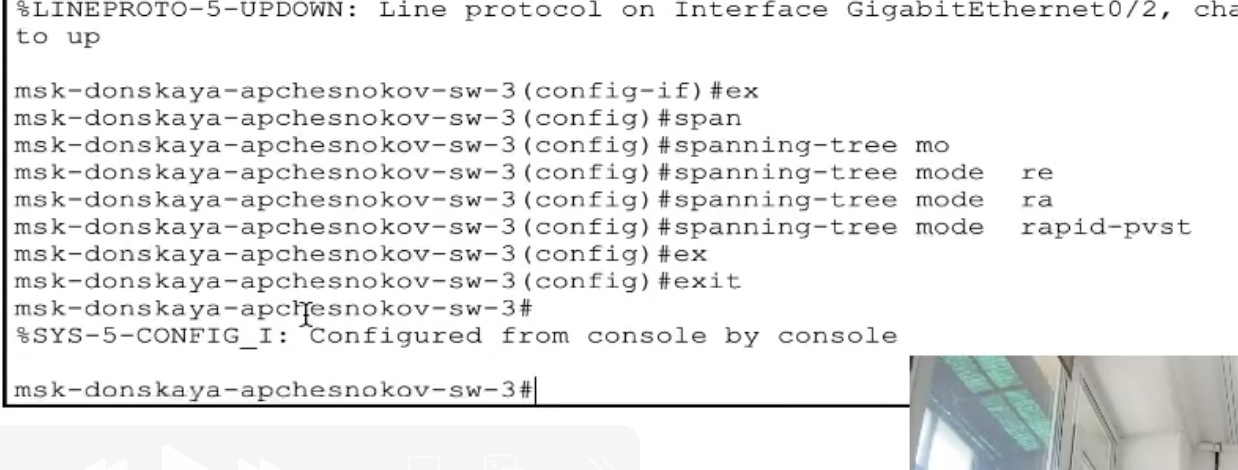 %LINEPROTO-5-UPDOWN: Line protocol on Interface GigabitEthernet0/2,
to up
msk-donskaya-apchesnokov-sw-3(config-if)#ex
msk-donskaya-apchesnokov-sw-3(config)#span
msk-donskaya-apchesnokov-sw-3(config)#spanning-tree mo
msk-donskaya-apchesnokov-sw-3(config)#spanning-tree mode re
msk-donskaya-apchesnokov-sw-3(config)#spanning-tree mode ra
msk-donskaya-apchesnokov-sw-3(config)#spanning-tree mode rapid-pvst
msk-donskaya-apchesnokov-sw-3(config)#ex
msk-donskaya-apchesnokov-sw-3(config)#exit
msk-donskaya-apchesnokov-sw-3#
%SYS-5-CONFIG_I: Configured from console by console
msk-donskaya-apchesnokov-sw-3#